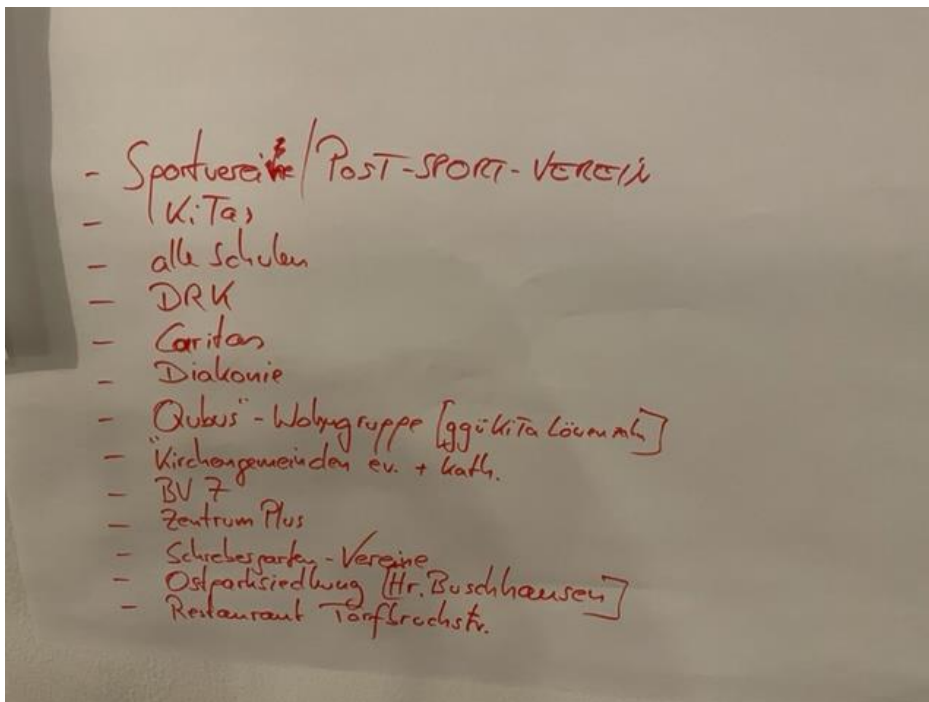 - Sportvereine / POST-SPORT-VEREIN
- KiTas
- alle Schulen
- DRK
- Caritas
- Diakonie
- "Qubus"-Wohngruppe [ggü KiTa
- Kirchengemeinden ev. + kath.
- BV 7
- Zentrum Plus
- Schrebergarten-Vereine
- Ostparksiedlung [Hr. Buschhausen]
- Restaurant Torfbruchstr.